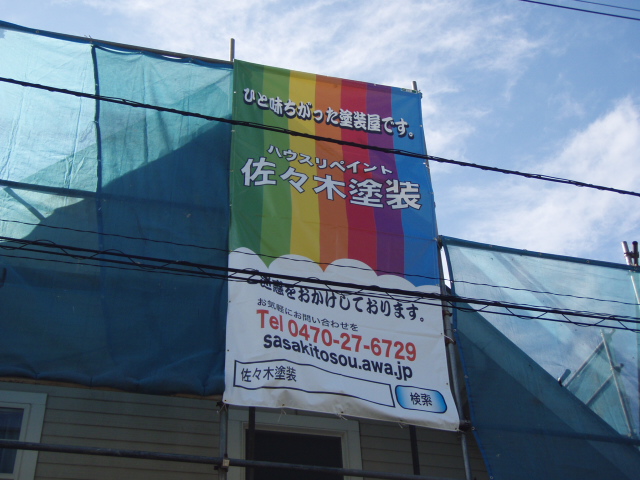 ひと味ちがった塗装屋です。
ハウスリペイント
佐々木塗装
ご迷惑をおかけしております。
お気軽にお問い合わせを
Tel 0470-27-6729
sasakitosou.awa.jp
佐々木塗装 検索